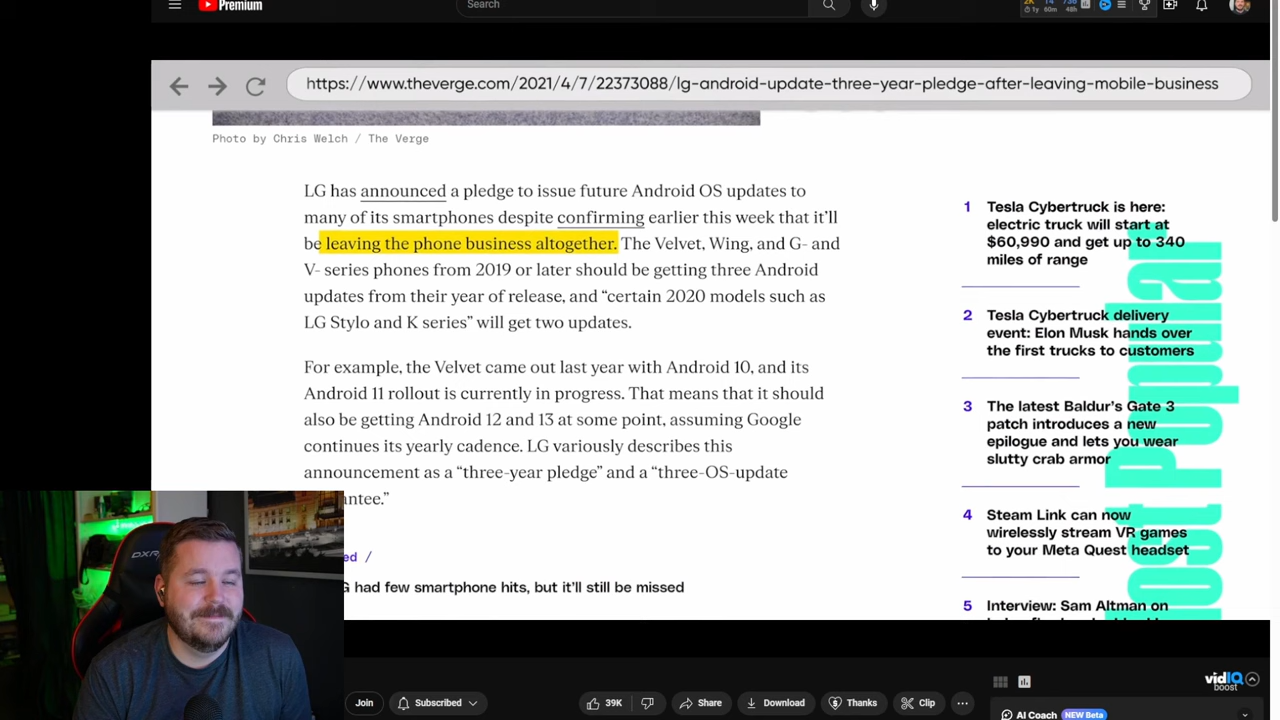 Premium
Search
https://www.theverge.com/2021/4/7/22373088/lg-android-update-three-year-pledge-after-leaving-mobile-business
Photo by Chris Welch / The Verge
LG has announced a pledge to issue future Android OS updates to
many of its smartphones despite confirming earlier this week that it’ll
be leaving the phone business altogether. The Velvet, Wing, and G- and
V- series phones from 2019 or later should be getting three Android
updates from their year of release, and “certain 2020 models such as
LG Stylo and K series” will get two updates.
For example, the Velvet came out last year with Android 10, and its
Android 11 rollout is currently in progress. That means that it should
also be getting Android 12 and 13 at some point, assuming Google
continues its yearly cadence. LG variously describes this
announcement as a “three-year pledge” and a “three-OS-update
antee.”
ed /
G had few smartphone hits, but it’ll still be missed
Most Popular
1 Tesla Cybertruck is here:
electric truck will start at
$60,990 and get up to 340
miles of range
2 Tesla Cybertruck delivery
event: Elon Musk hands over
the first trucks to customers
3 The latest Baldur’s Gate 3
patch introduces a new
epilogue and lets you wear
slutty crab armor
4 Steam Link can now
wirelessly stream VR games
to your Meta Quest headset
5 Interview: Sam Altman on
DXR
Join
Subscribed
39K
Share
Download
Thanks
Clip
vidIQ
boost
AI Coach NEW Beta